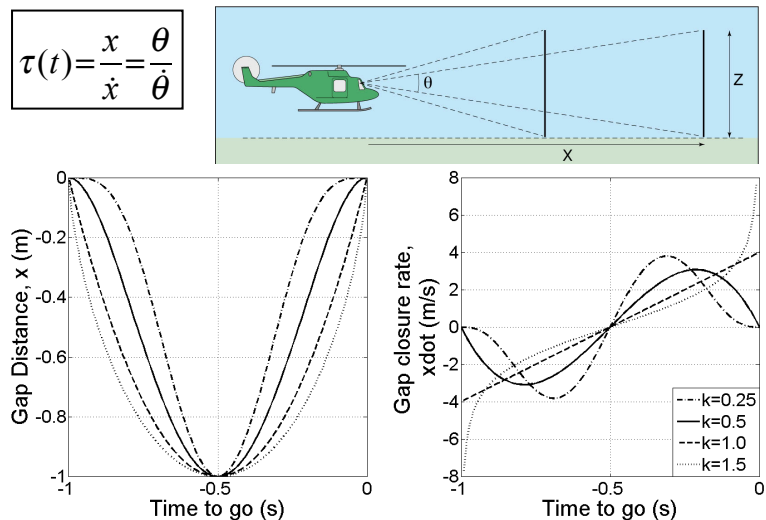 τ(t) = x/ẋ = θ/θ̇
θ
Z
X
0
-0.2
-0.4
-0.6
-0.8
-1
Gap Distance, x (m)
-1
-0.5
0
Time to go (s)
8
6
4
2
0
-2
-4
-6
-8
Gap closure rate,
xdot (m/s)
k=0.25
k=0.5
k=1.0
k=1.5
-1
-0.5
0
Time to go (s)